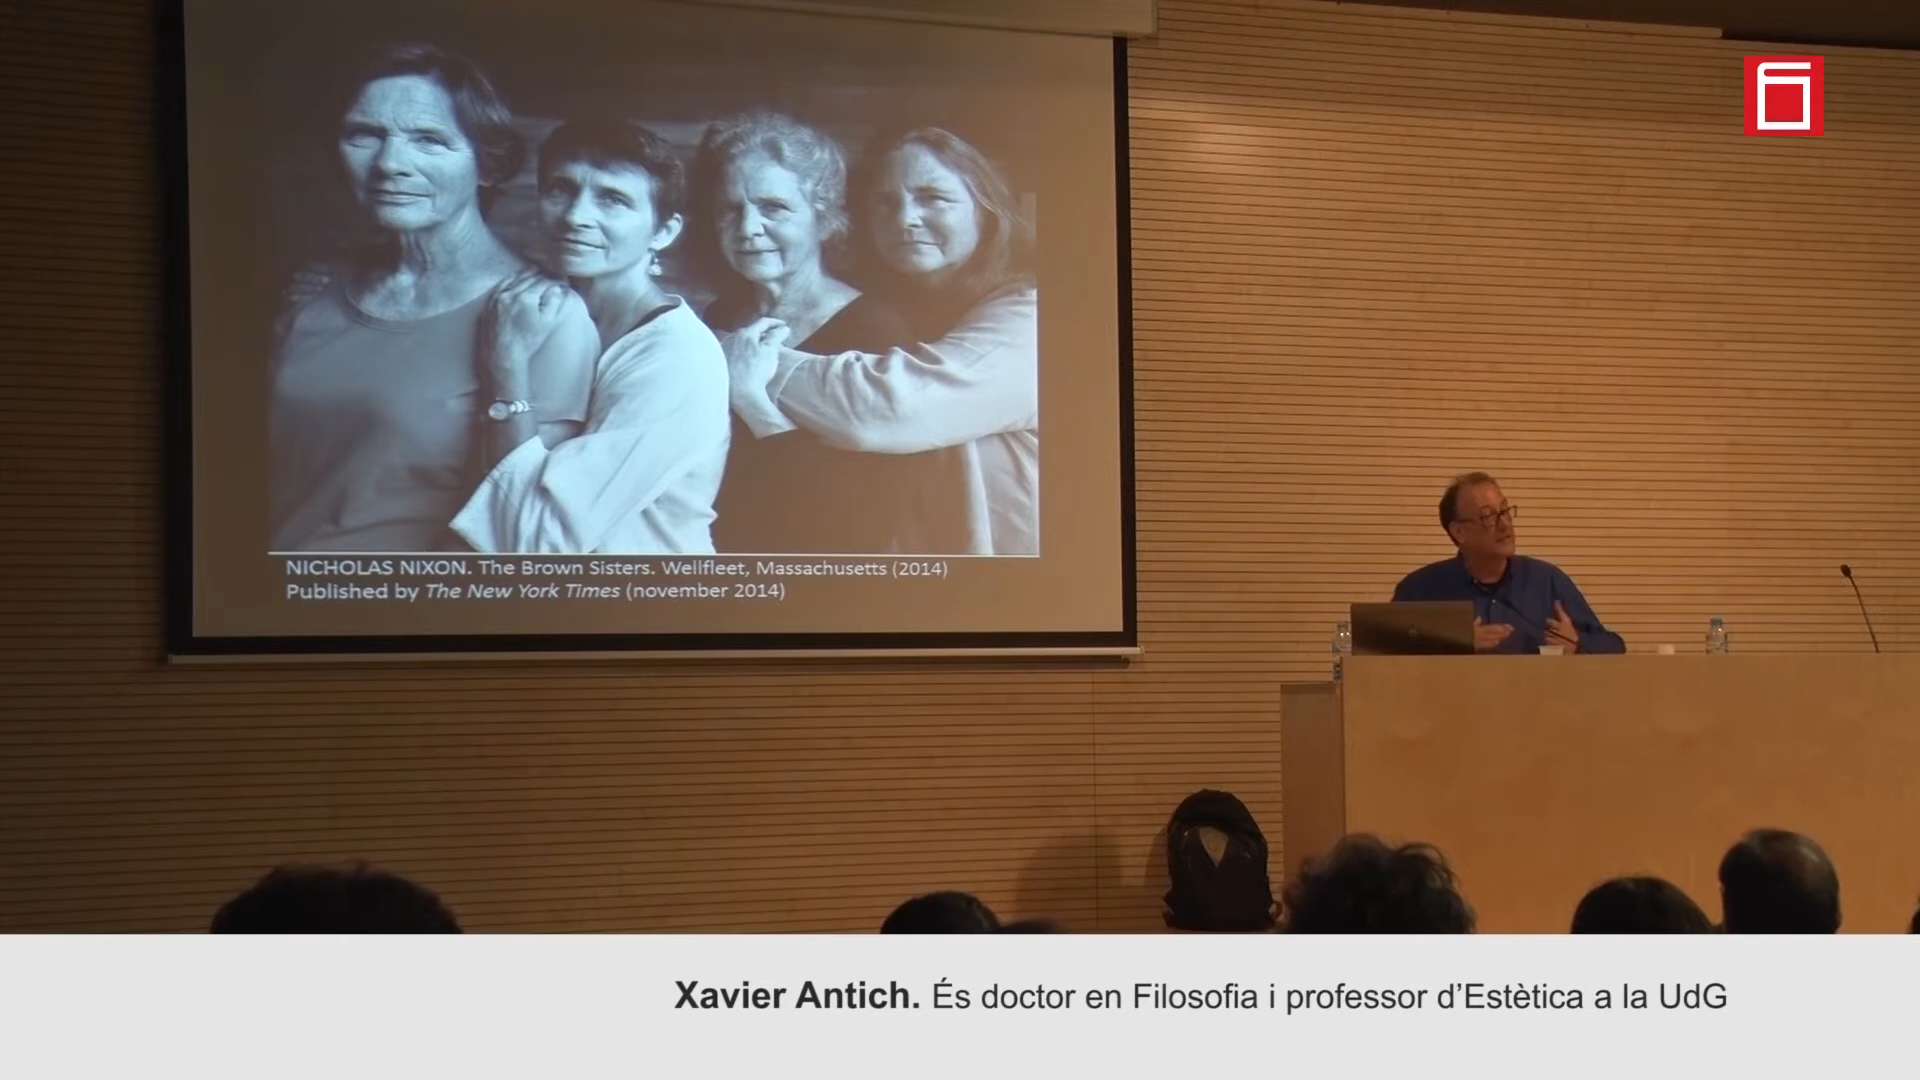 NICHOLAS NIXON. The Brown Sisters. Wellfleet, Massachusetts (2014)
Published by The New York Times (november 2014)
Xavier Antich. És doctor en Filosofia i professor d’Estètica a la UdG